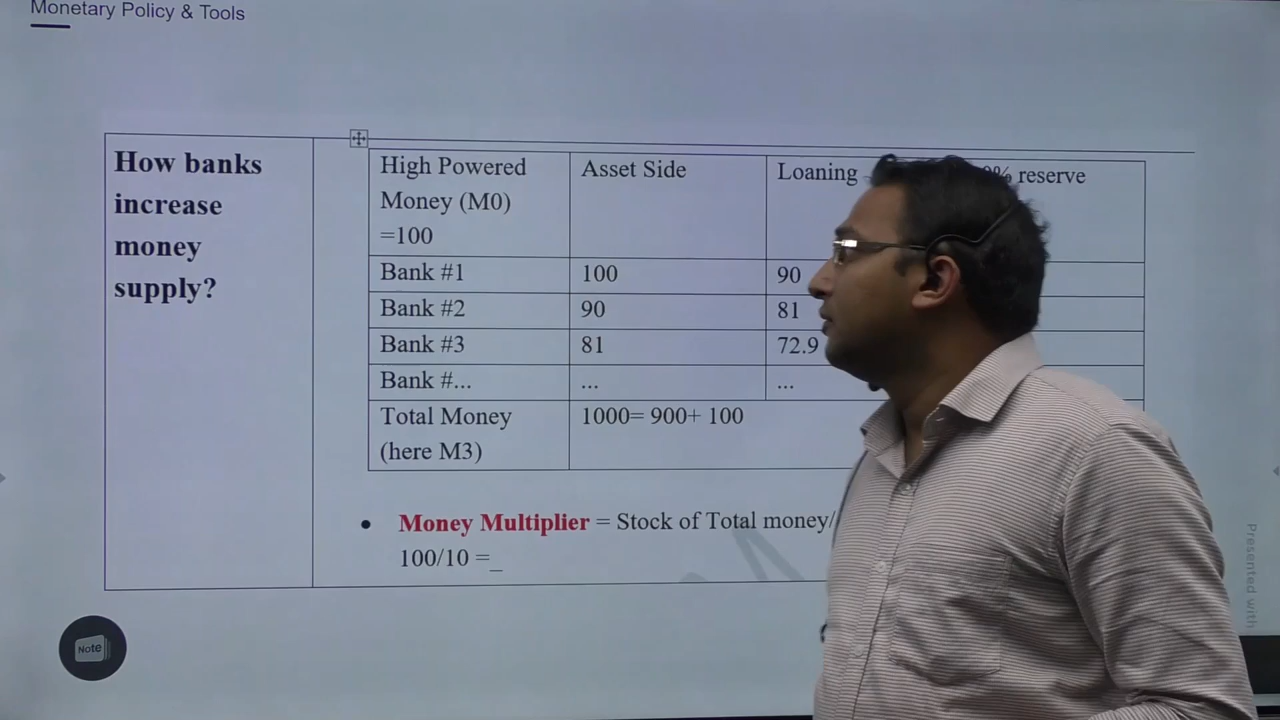 Monetary Policy & Tools
How banks
increase
money
supply?
High Powered
Money (M0)
=100
Asset Side
Loaning
% reserve
Bank #1
100
90
Bank #2
90
81
Bank #3
81
72.9
Bank #...
...
...
Total Money
(here M3)
1000= 900+ 100
• Money Multiplier = Stock of Total money/
100/10 =_
Note
Presented with